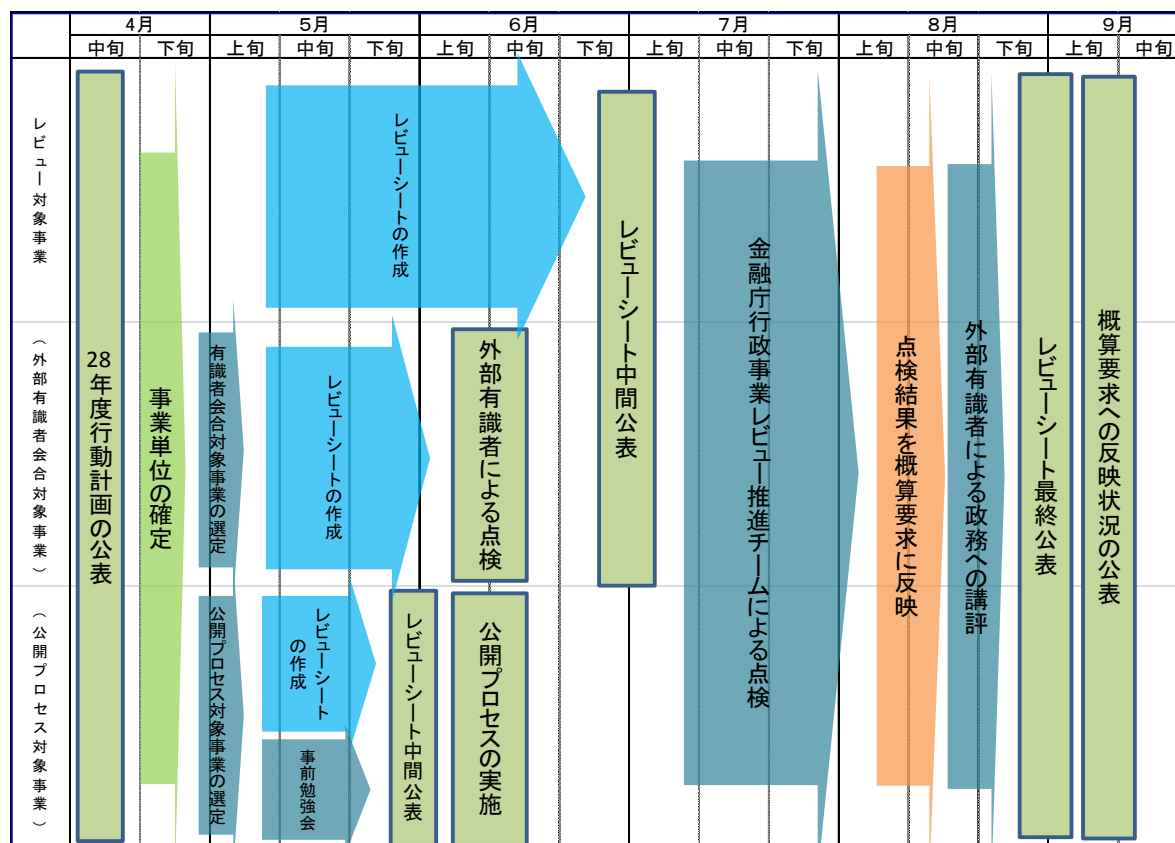 4月
5月
6月
7月
8月
9月
中旬
下旬
上旬
中旬
下旬
上旬
中旬
下旬
上旬
中旬
下旬
上旬
中旬
下旬
上旬
中旬
レビュー対象事業
（外部有識者会合対象事業）
（公開プロセス対象事業）
28年度行動計画の公表
事業単位の確定
有識者会合対象事業の選定
公開プロセス対象事業の選定
レビューシートの作成
レビューシートの作成
レビューシート
の作成
事前勉強会
レビューシート中間公表
外部有識者による点検
公開プロセスの実施
レビューシート中間公表
金融庁行政事業レビュー推進チームによる点検
点検結果を概算要求に反映
外部有識者による政務への講評
レビューシート最終公表
概算要求への反映状況の公表